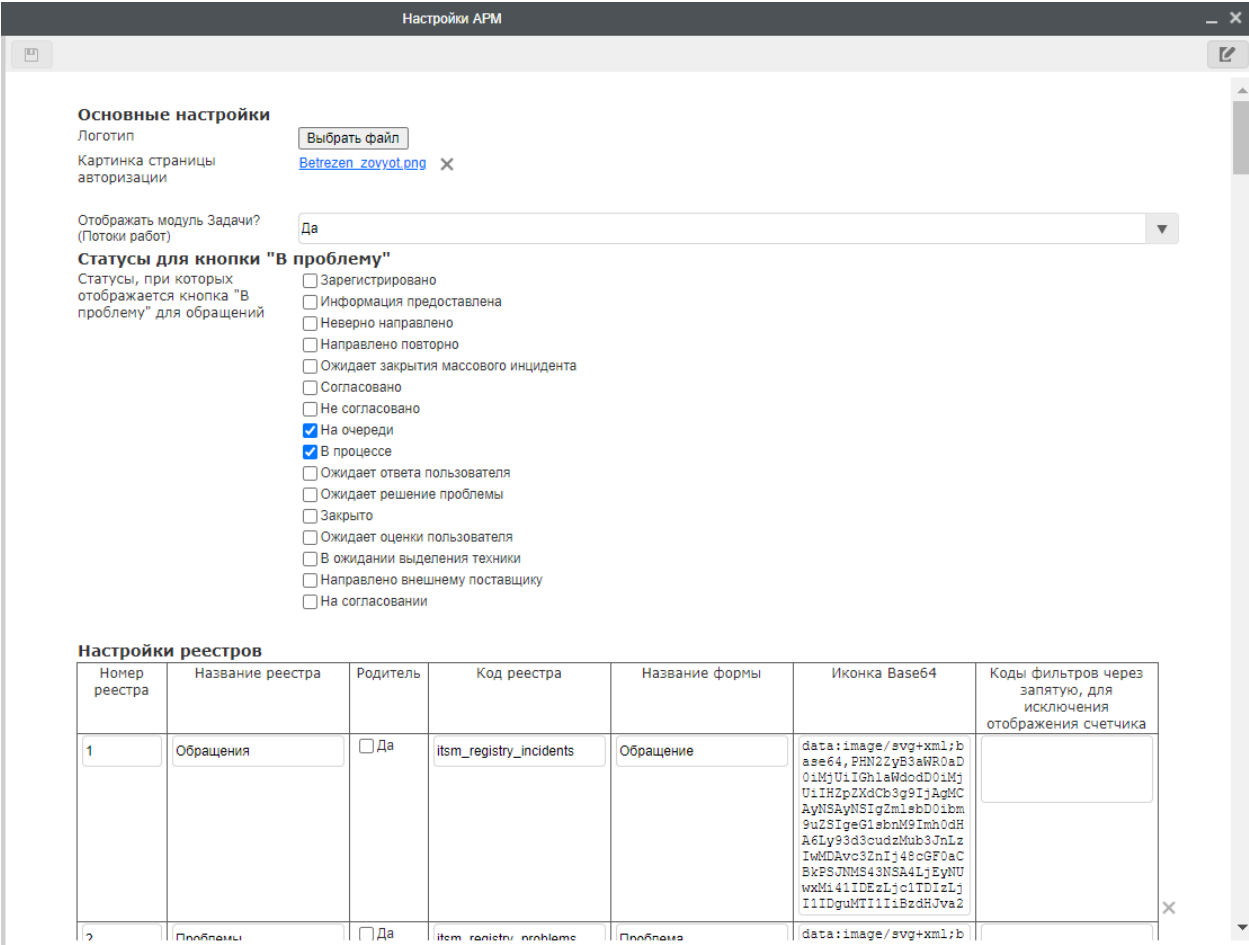 Настройки АРМ
Основные настройки
Логотип
Выбрать файл
Картинка страницы
авторизации
Betrezen_zovyot.png
Отображать модуль Задачи?
(Потоки работ)
Да
Статусы для кнопки "В проблему"
Статусы, при которых
отображается кнопка "В
проблему" для обращений
Зарегистрировано
Информация предоставлена
Неверно направлено
Направлено повторно
Ожидает закрытия массового инцидента
Согласовано
Не согласовано
На очереди
В процессе
Ожидает ответа пользователя
Ожидает решение проблемы
Закрыто
Ожидает оценки пользователя
В ожидании выделения техники
Направлено внешнему поставщику
На согласовании
Настройки реестров
Номер
реестра
Название реестра
Родитель
Код реестра
Название формы
Иконка Base64
Коды фильтров через
запятую, для
исключения
отображения счетчика
1
Обращения
Да
itsm_registry_incidents
Обращение
data:image/svg+xml;b
ase64,PHN2ZyB3aWR0aD
0iMjUiIGhlaWdodD0iMj
UiIHZpZXdCb3g9IjAgMC
AyNSAyNSIgZmlsbD0ibm
9uZSIgeG1sbnM9Imh0dH
A6Ly93d3cudzMub3JnLz
IwMDAvc3ZnIj48cGF0aC
BkPSJNMS43NSA4LjEyNU
wxMi41IDEzLjc1TDIzLj
I1IDguMTI1IiBzdHJva2
2
Проблемы
Да
itsm_registry_problems
Проблема
data:image/svg+xml;b